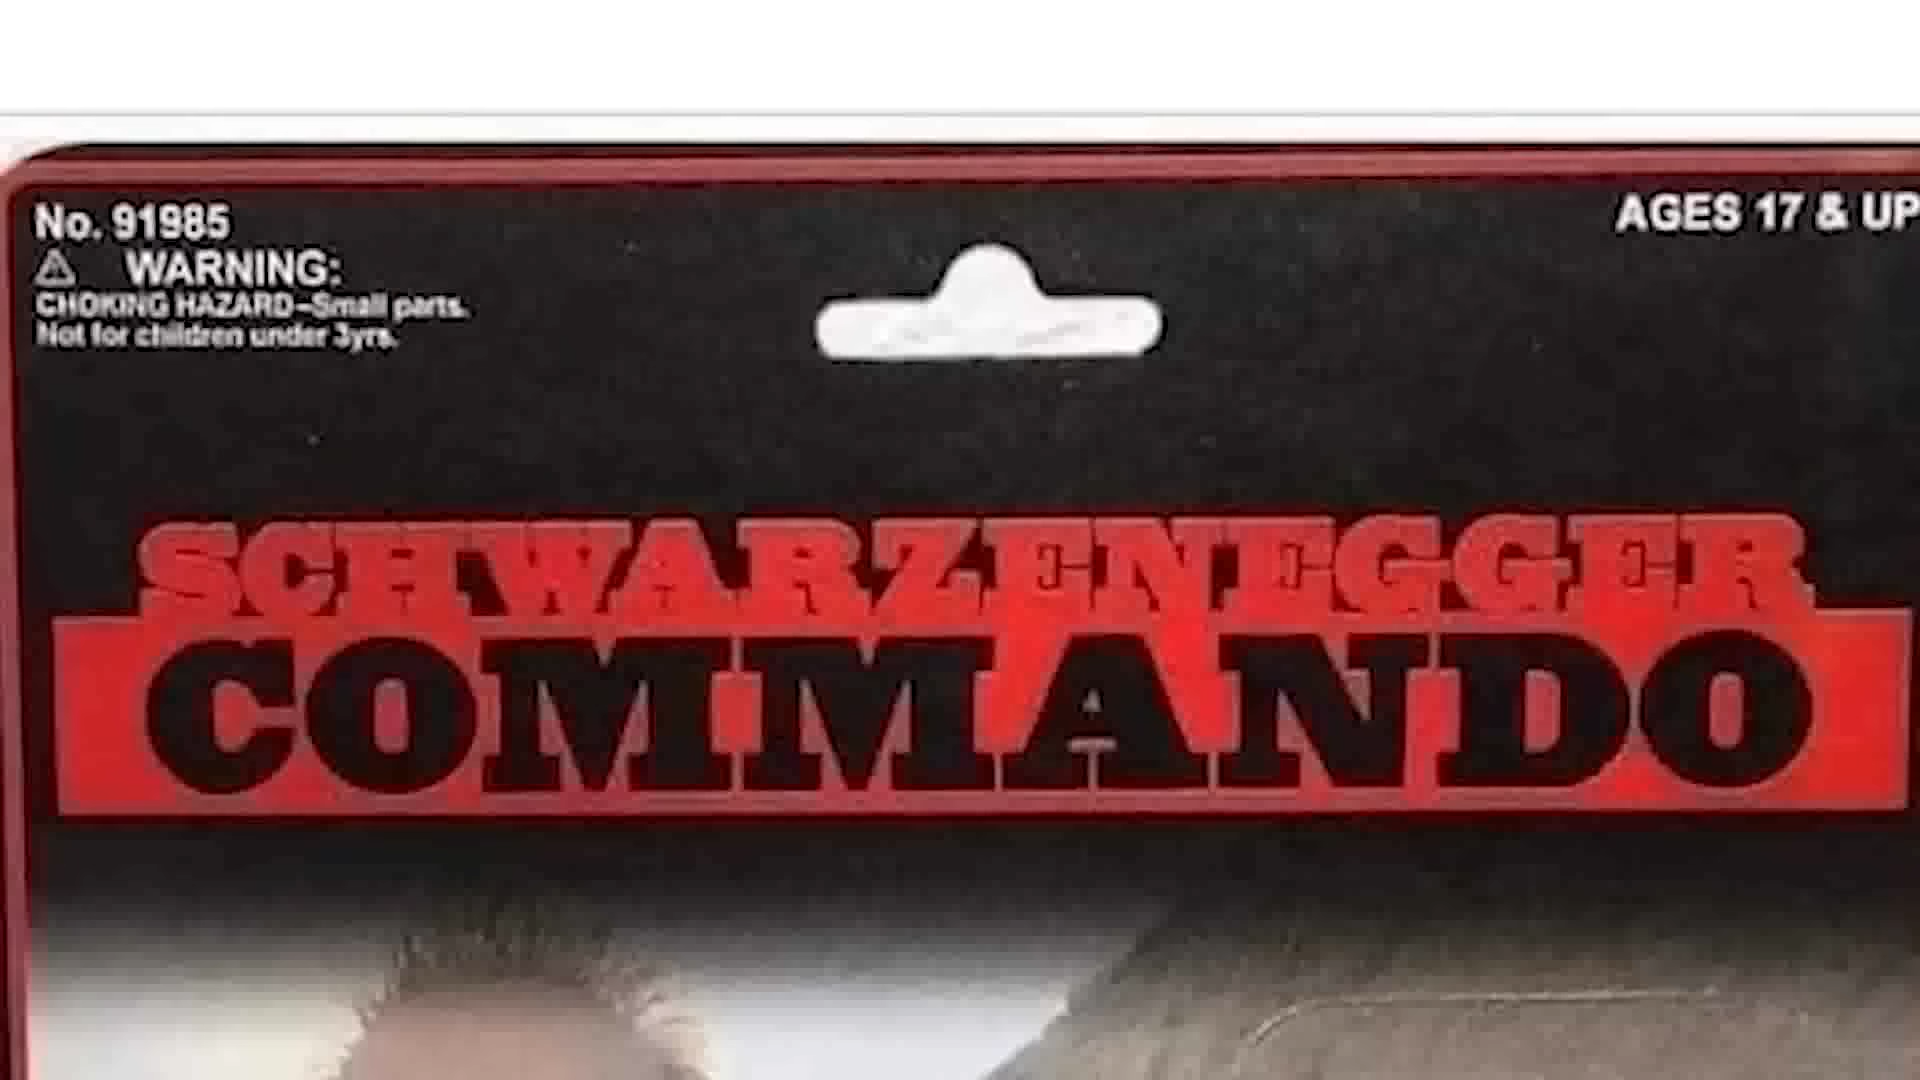 No. 91985
AGES 17 & UP
⚠ WARNING:
CHOKING HAZARD–Small parts.
Not for children under 3yrs.
SCHWARZENEGGER
COMMANDO